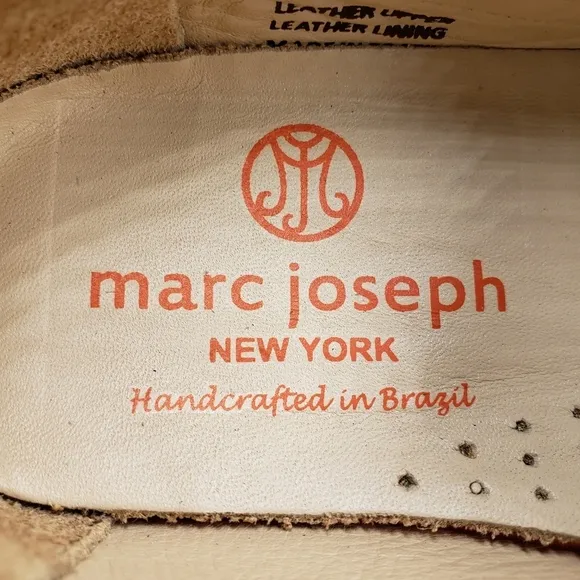 LEATHER UPPER
LEATHER LINING
marc joseph
NEW YORK
Handcrafted in Brazil